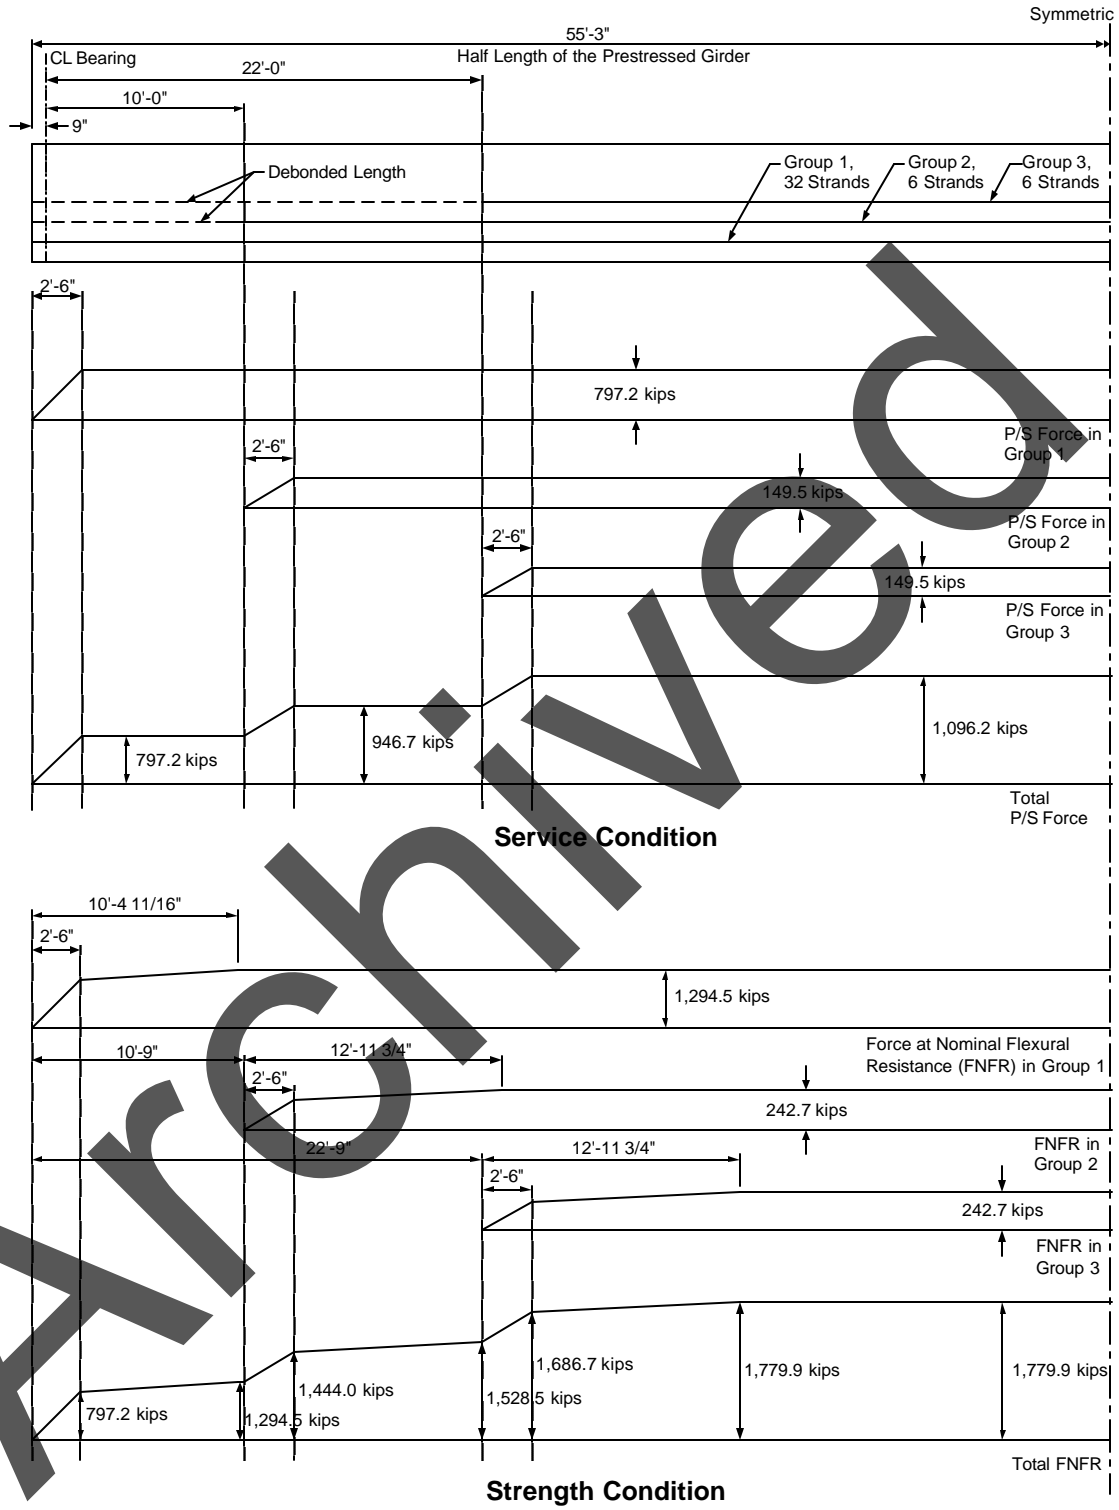 Symmetric
55'-3"
CL Bearing
Half Length of the Prestressed Girder
22'-0"
10'-0"
9"
Debonded Length
Group 1,
32 Strands
Group 2,
6 Strands
Group 3,
6 Strands
2'-6"
797.2 kips
P/S Force in
Group 1
2'-6"
149.5 kips
P/S Force in
Group 2
2'-6"
149.5 kips
P/S Force in
Group 3
797.2 kips
946.7 kips
1,096.2 kips
Total
P/S Force
Service Condition
10'-4 11/16"
2'-6"
1,294.5 kips
Force at Nominal Flexural
Resistance (FNFR) in Group 1
10'-9"
12'-11 3/4"
2'-6"
242.7 kips
FNFR in
Group 2
22'-9"
12'-11 3/4"
2'-6"
242.7 kips
FNFR in
Group 3
797.2 kips
1,294.5 kips
1,444.0 kips
1,528.5 kips
1,686.7 kips
1,779.9 kips
1,779.9 kips
Total FNFR
Strength Condition
Archived